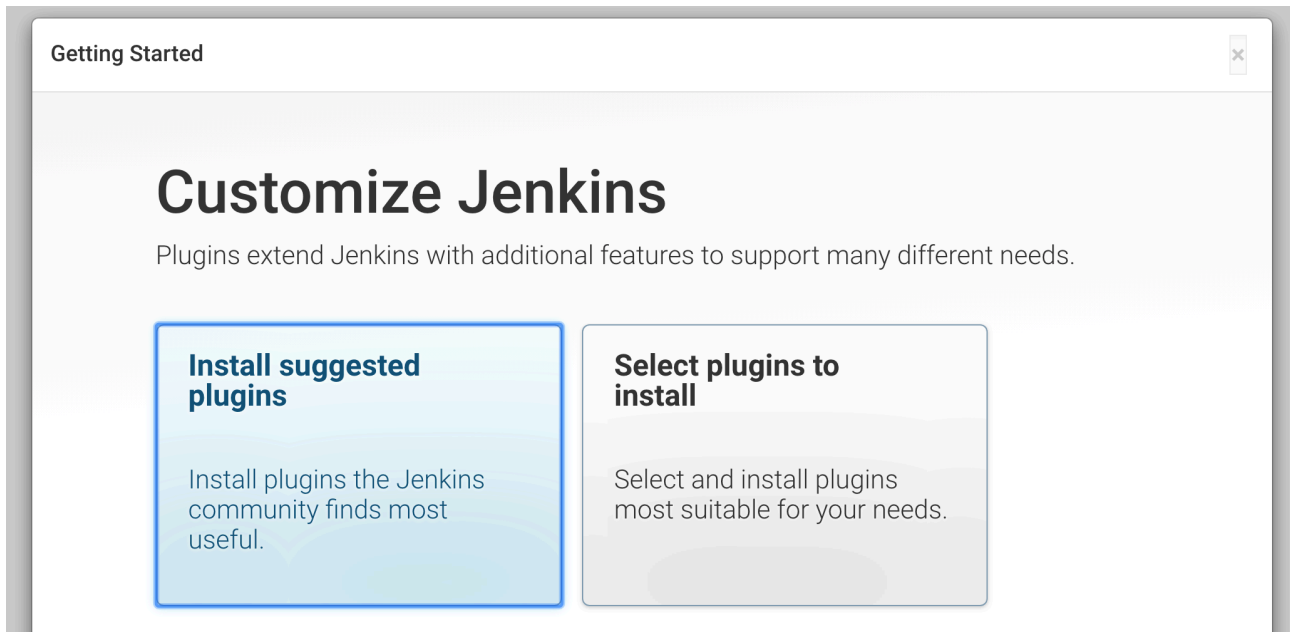 Getting Started
×
Customize Jenkins
Plugins extend Jenkins with additional features to support many different needs.
Install suggested
plugins
Install plugins the Jenkins
community finds most
useful.
Select plugins to
install
Select and install plugins
most suitable for your needs.